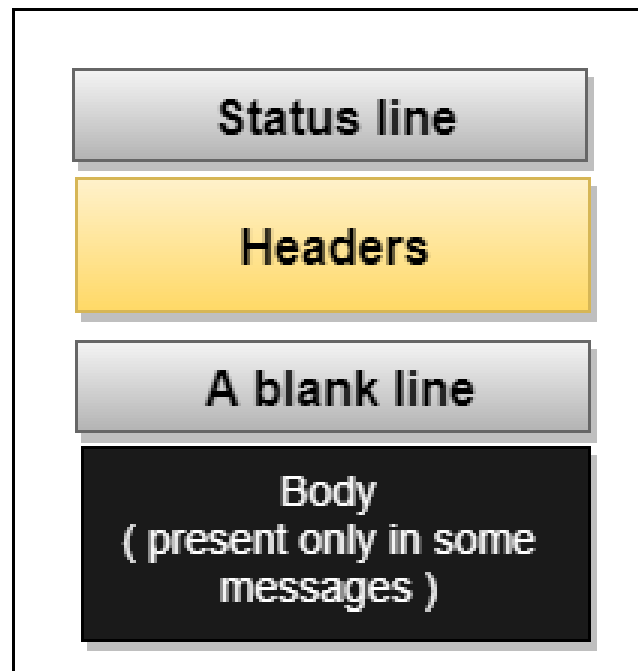 Status line
Headers
A blank line
Body
( present only in some
messages )